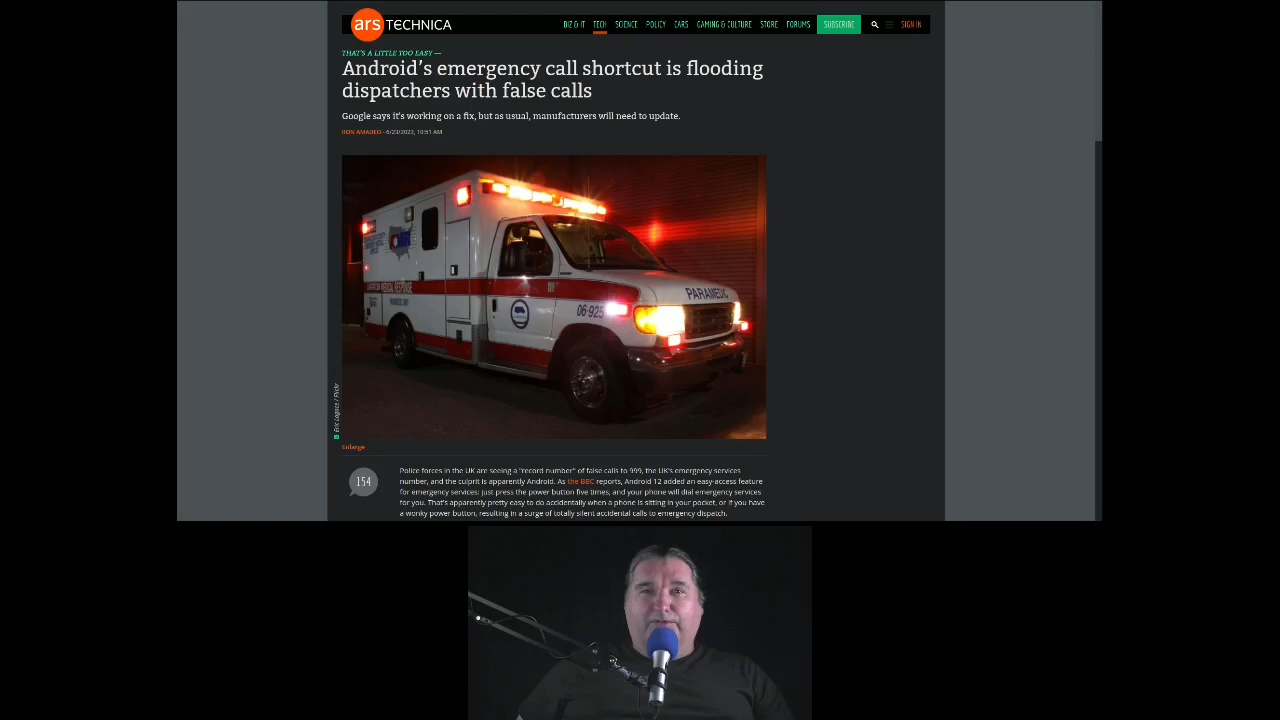 ars TECHNICA
BIZ & IT TECH SCIENCE POLICY CARS GAMING & CULTURE STORE FORUMS SUBSCRIBE SIGN IN
THAT'S A LITTLE TOO EASY —
Android's emergency call shortcut is flooding
dispatchers with false calls
Google says it's working on a fix, but as usual, manufacturers will need to update.
RON AMADEO - 6/23/2023, 10:51 AM
PARAMEDIC
06-925
Eric Lagace / Flickr
Enlarge
154
Police forces in the UK are seeing a "record number" of false calls to 999, the UK's emergency services
number, and the culprit is apparently Android. As the BBC reports, Android 12 added an easy-access feature
for emergency services: just press the power button five times, and your phone will dial emergency services
for you. That's apparently pretty easy to do accidentally when a phone is sitting in your pocket, or if you have
a wonky power button, resulting in a surge of totally silent accidental calls to emergency dispatch.